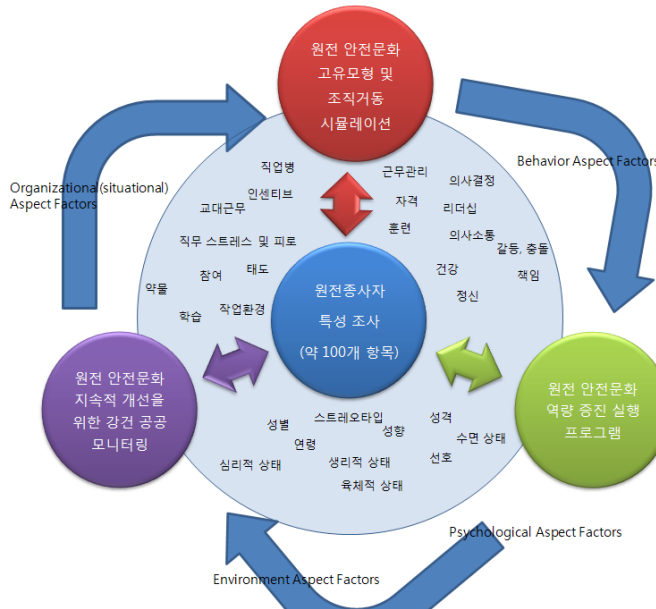 원전 안전문화
고유모형 및
조직거동
시뮬레이션
Organizational (situational)
Aspect Factors
Behavior Aspect Factors
직업병
인센티브
교대근무
직무 스트레스 및 피로
참여
태도
약물
학습
작업환경
근무관리
의사결정
자격
리더십
훈련
의사소통
갈등, 충돌
건강
책임
정신
원전종사자
특성 조사
(약 100개 항목)
원전 안전문화
지속적 개선을
위한 강건 공공
모니터링
원전 안전문화
역량 증진 실행
프로그램
성별
스트레오타입
성격
연령
성향
수면 상태
심리적 상태
생리적 상태
선호
육체적 상태
Psychological Aspect Factors
Environment Aspect Factors